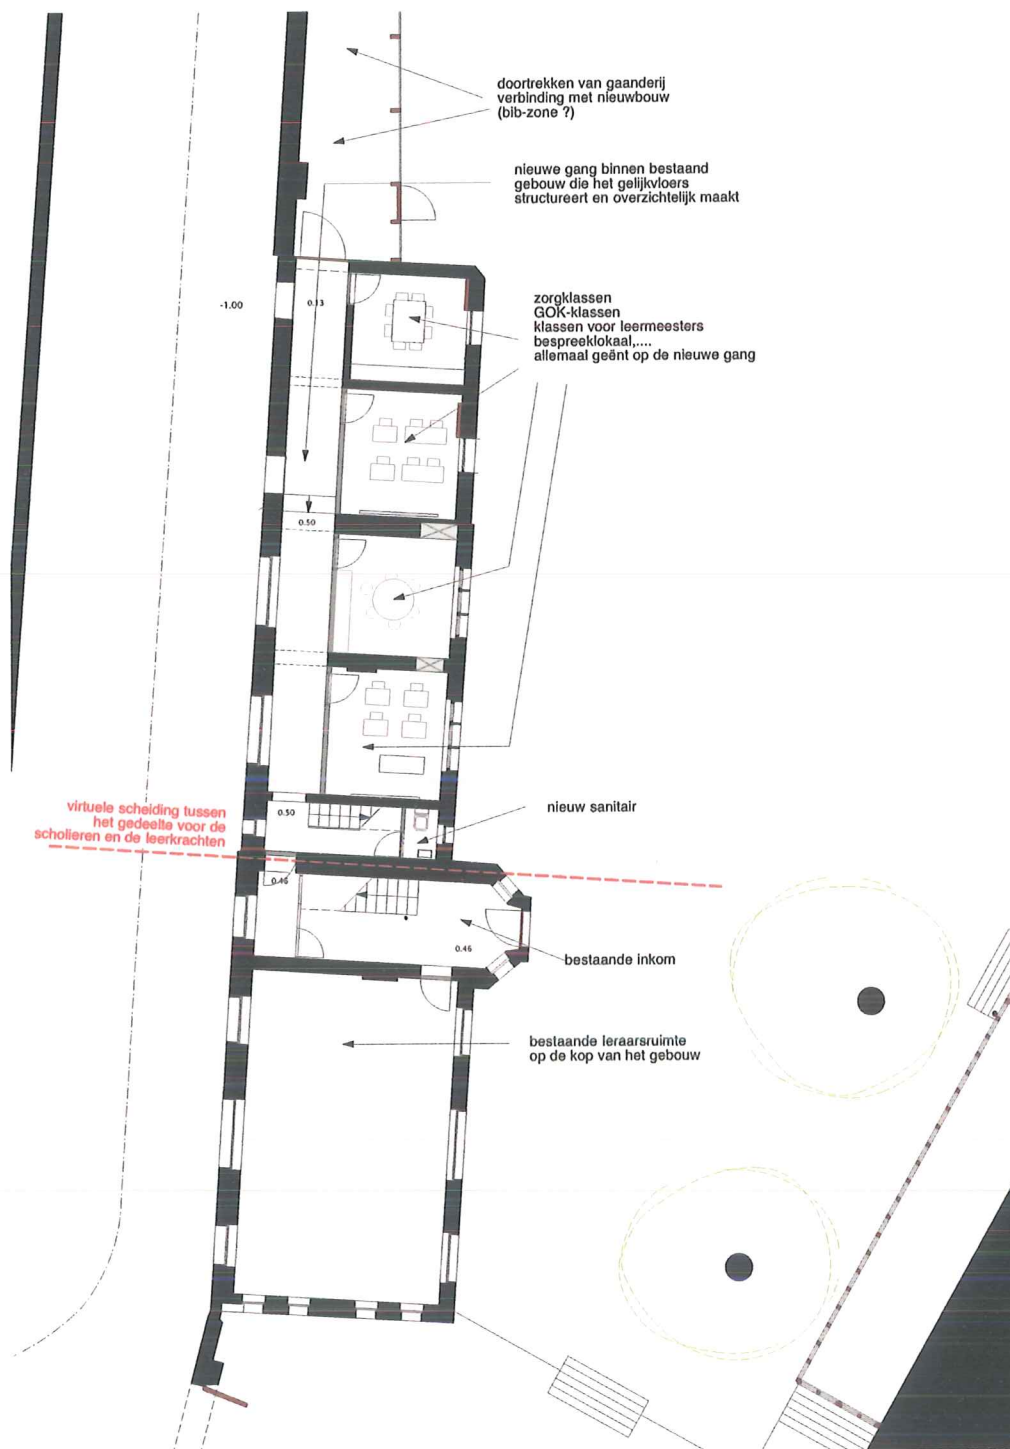 doortrekken van gaanderij
verbinding met nieuwbouw
(bib-zone ?)
nieuwe gang binnen bestaand
gebouw die het gelijkvloers
structureert en overzichtelijk maakt
zorgklassen
GOK-klassen
klassen voor leermeesters
bespreeklokaal,....
allemaal geënt op de nieuwe gang
-1.00
0.13
0.50
virtuele scheiding tussen
het gedeelte voor de
scholieren en de leerkrachten
0.50
nieuw sanitair
0.46
0.46
bestaande inkom
bestaande leraarsruimte
op de kop van het gebouw